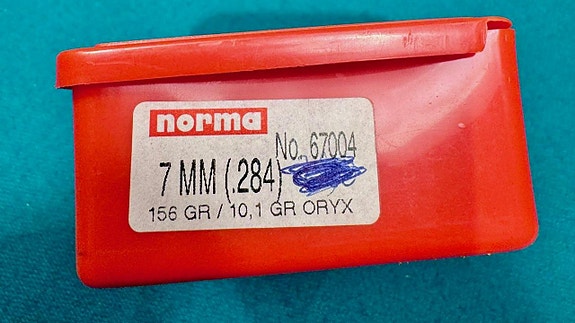 norma
No. 67004
7 MM (.284)
156 GR / 10,1 GR ORYX